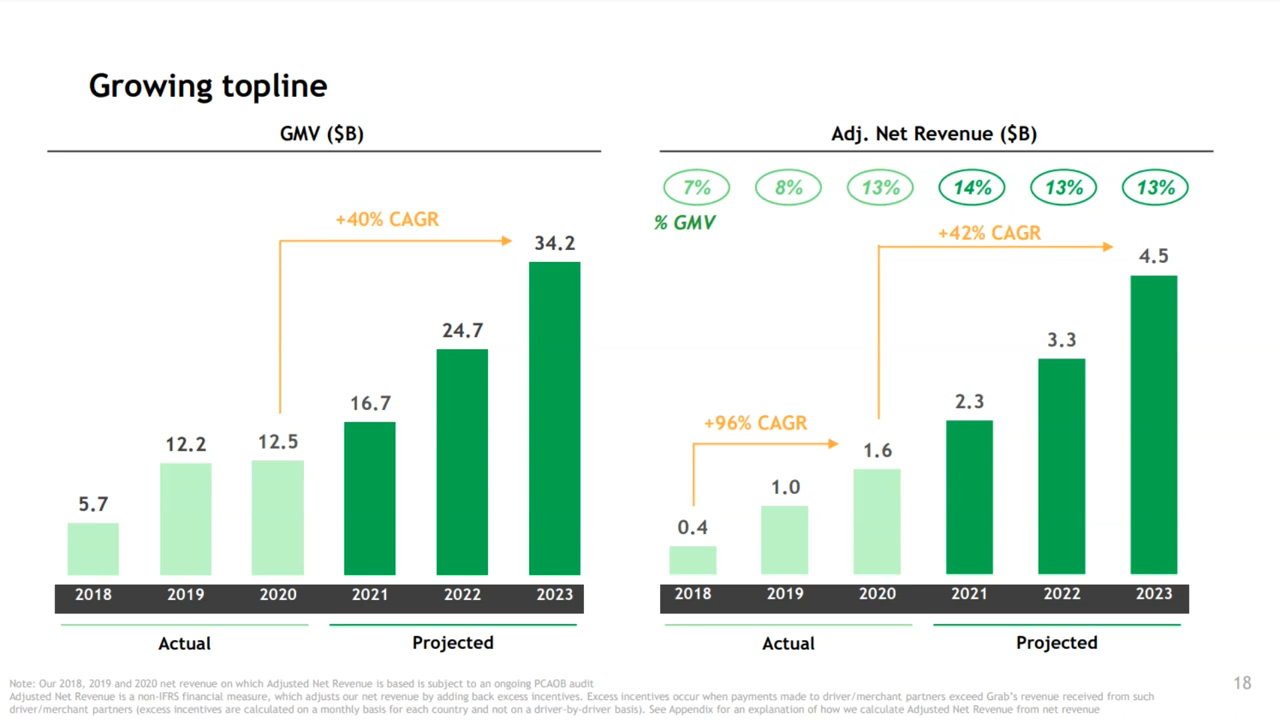 Growing topline
GMV ($B)
+40% CAGR
34.2
24.7
16.7
12.2
12.5
5.7
2018 2019 2020 2021 2022 2023
Actual Projected
Adj. Net Revenue ($B)
7% 8% 13% 14% 13% 13%
% GMV
+42% CAGR
4.5
3.3
2.3
+96% CAGR
1.6
1.0
0.4
2018 2019 2020 2021 2022 2023
Actual Projected
Note: Our 2018, 2019 and 2020 net revenue on which Adjusted Net Revenue is based is subject to an ongoing PCAOB audit
Adjusted Net Revenue is a non-IFRS financial measure, which adjusts our net revenue by adding back excess incentives. Excess incentives occur when payments made to driver/merchant partners exceed Grab's revenue received from such
driver/merchant partners (excess incentives are calculated on a monthly basis for each country and not on a driver-by-driver basis). See Appendix for an explanation of how we calculate Adjusted Net Revenue from net revenue
18